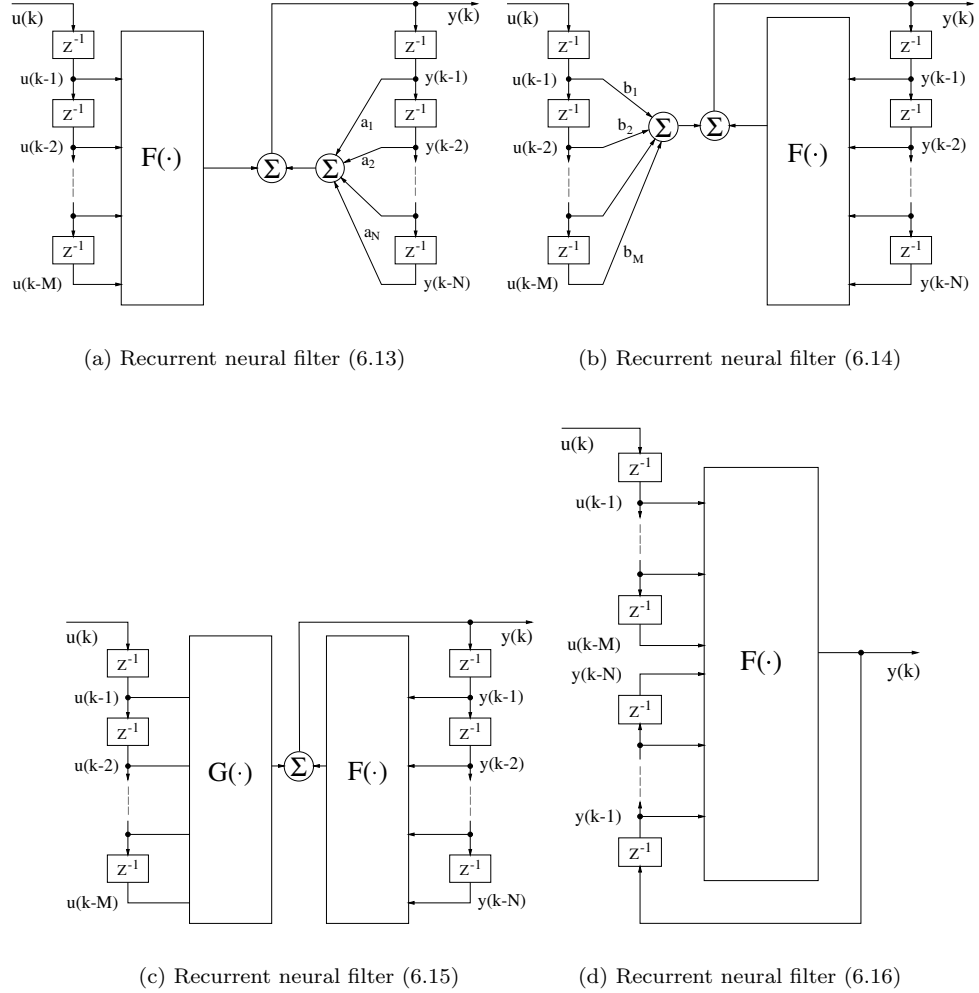 u(k)
Z⁻¹
u(k-1)
Z⁻¹
u(k-2)
Z⁻¹
u(k-M)
F(·)
Σ
Σ
a₁
a₂
a_N
y(k)
Z⁻¹
y(k-1)
Z⁻¹
y(k-2)
Z⁻¹
y(k-N)
(a) Recurrent neural filter (6.13)
u(k)
Z⁻¹
u(k-1)
Z⁻¹
u(k-2)
Z⁻¹
u(k-M)
b₁
b₂
b_M
Σ
Σ
F(·)
y(k)
Z⁻¹
y(k-1)
Z⁻¹
y(k-2)
Z⁻¹
y(k-N)
(b) Recurrent neural filter (6.14)
u(k)
Z⁻¹
u(k-1)
Z⁻¹
u(k-2)
Z⁻¹
u(k-M)
G(·)
Σ
F(·)
y(k)
Z⁻¹
y(k-1)
Z⁻¹
y(k-2)
Z⁻¹
y(k-N)
(c) Recurrent neural filter (6.15)
u(k)
Z⁻¹
u(k-1)
Z⁻¹
u(k-M)
y(k-N)
Z⁻¹
y(k-1)
Z⁻¹
F(·)
y(k)
(d) Recurrent neural filter (6.16)